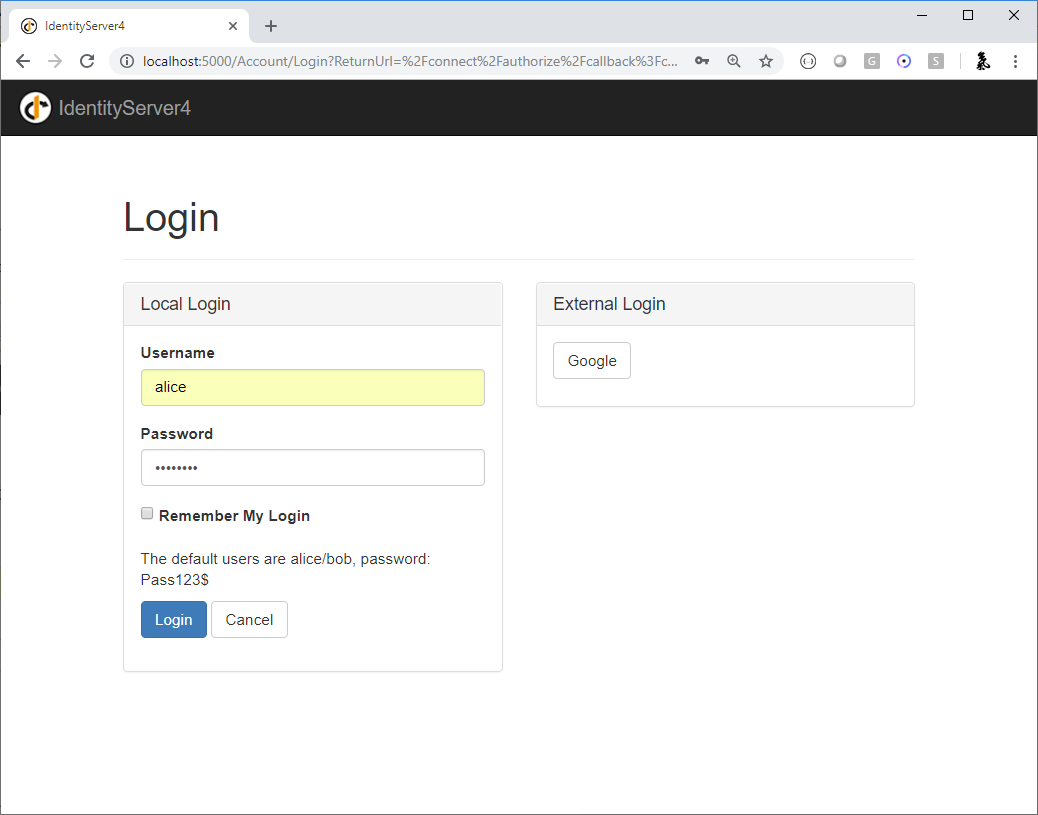 IdentityServer4
localhost:5000/Account/Login?ReturnUrl=%2Fconnect%2Fauthorize%2Fcallback%3Fc...
G
S
IdentityServer4
Login
Local Login
Username
alice
Password
••••••••
Remember My Login
The default users are alice/bob, password:
Pass123$
Login Cancel
External Login
Google